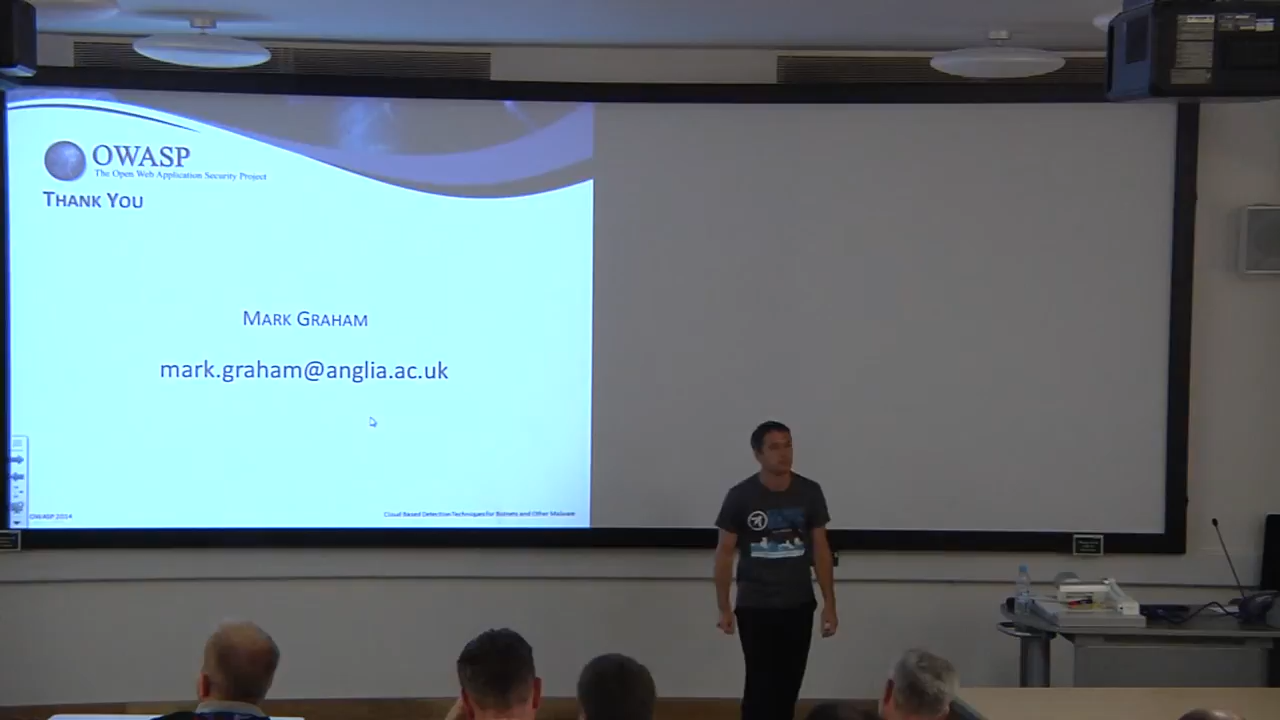 OWASP
The Open Web Application Security Project
THANK YOU
MARK GRAHAM
mark.graham@anglia.ac.uk
OWASP 2014
Cloud Based Detection Techniques for Botnets and Other Malware